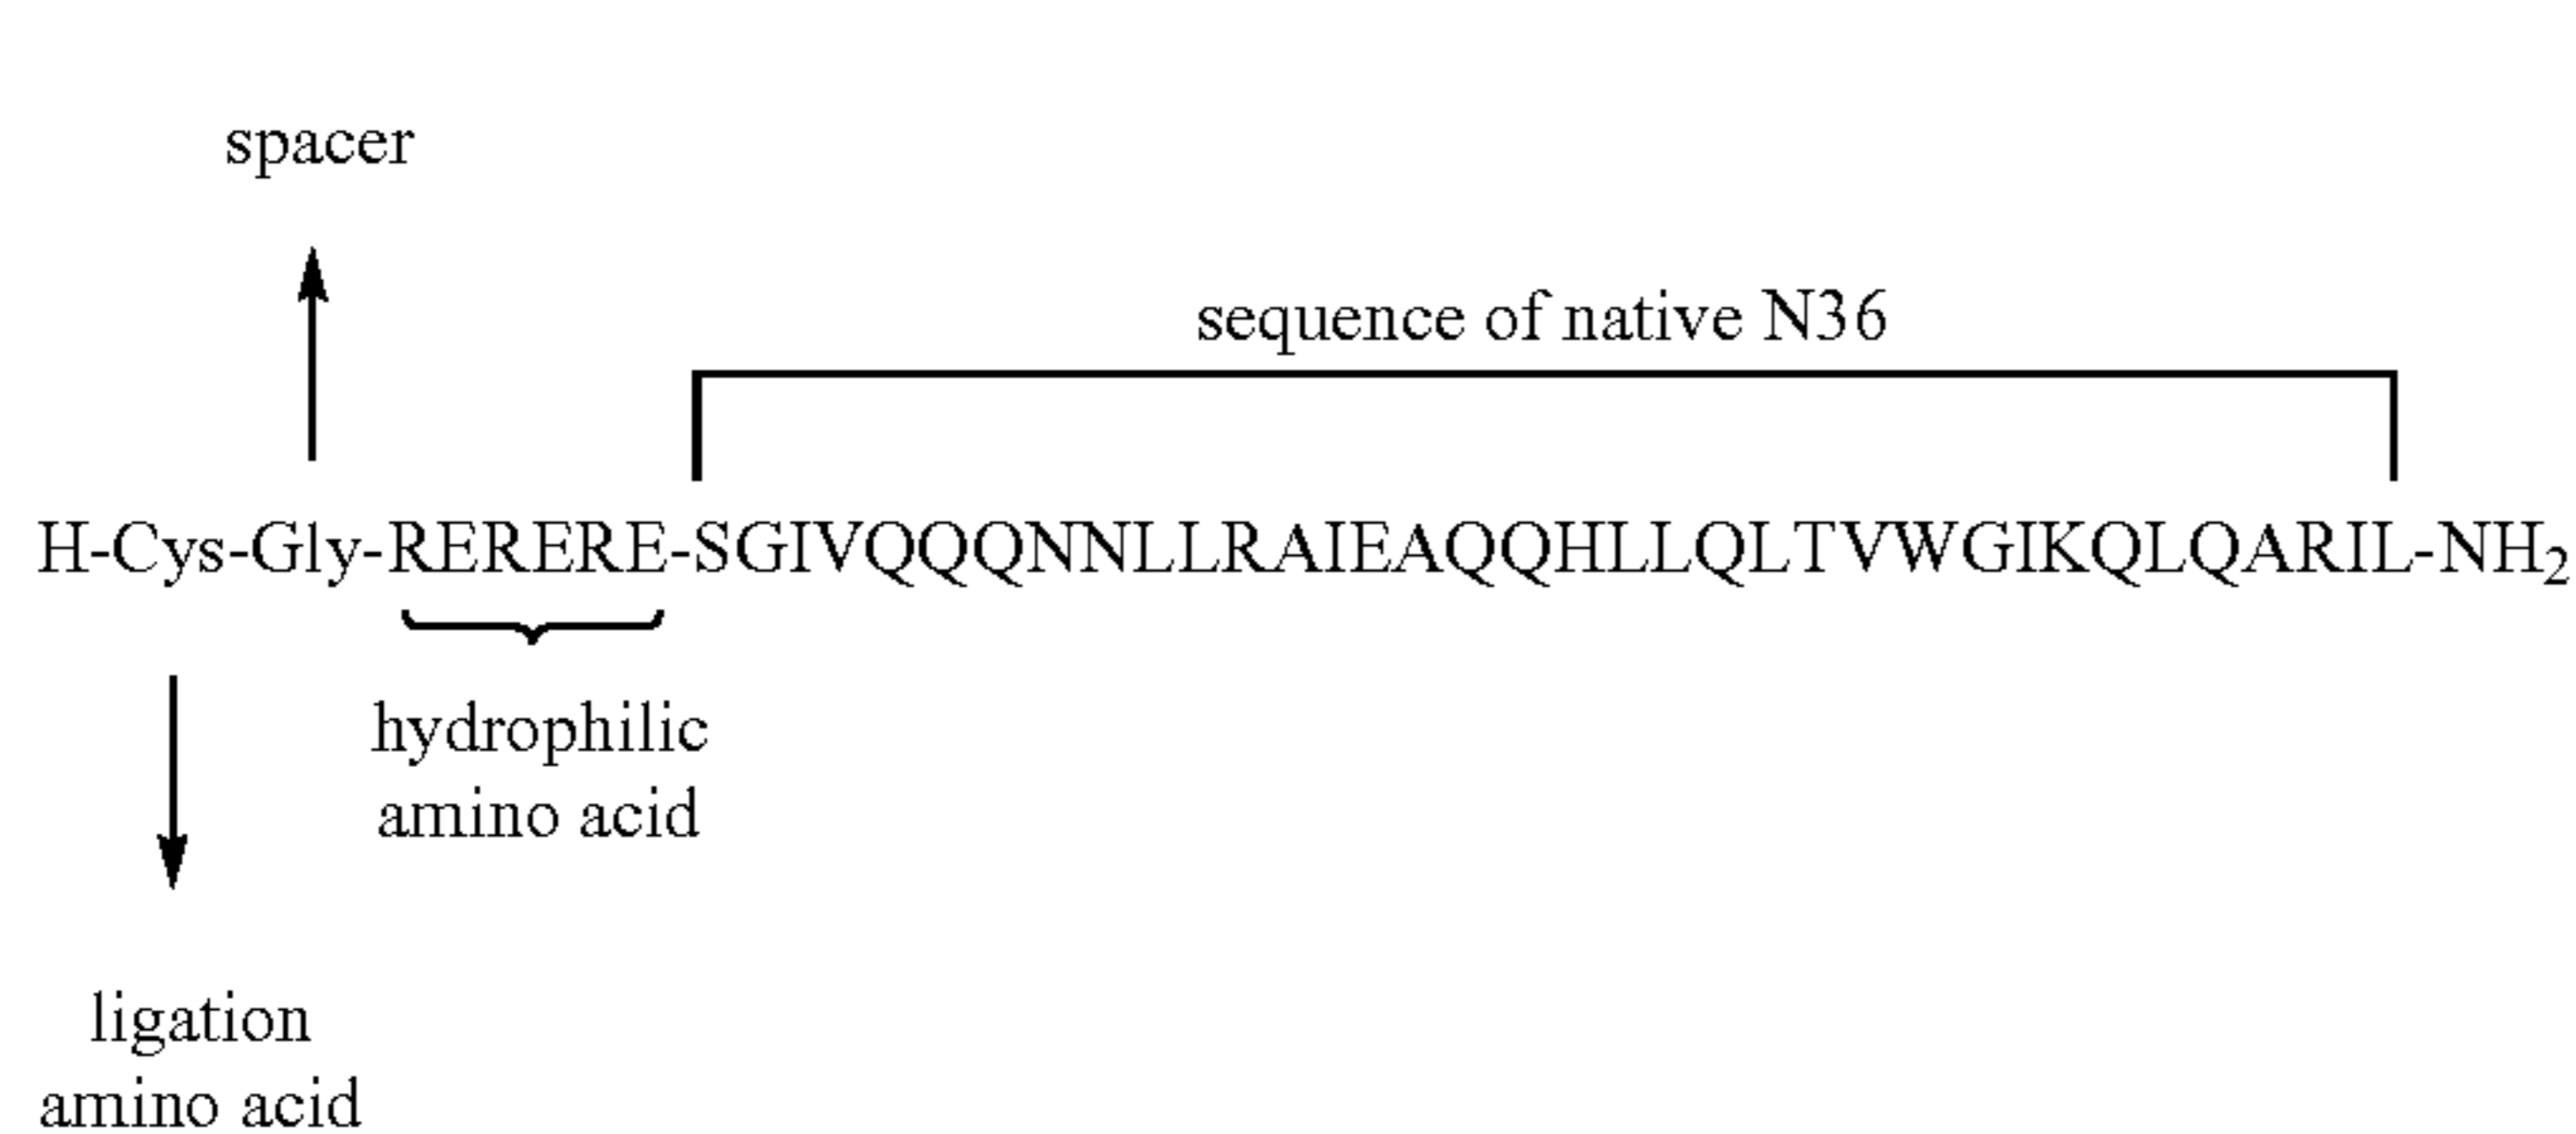 spacer
sequence of native N36
H-Cys-Gly-RERERE-SGIVQQQNNLLRAIEAQQHLLQLTVWGIKQLQARIL-NH₂
hydrophilic
amino acid
ligation
amino acid